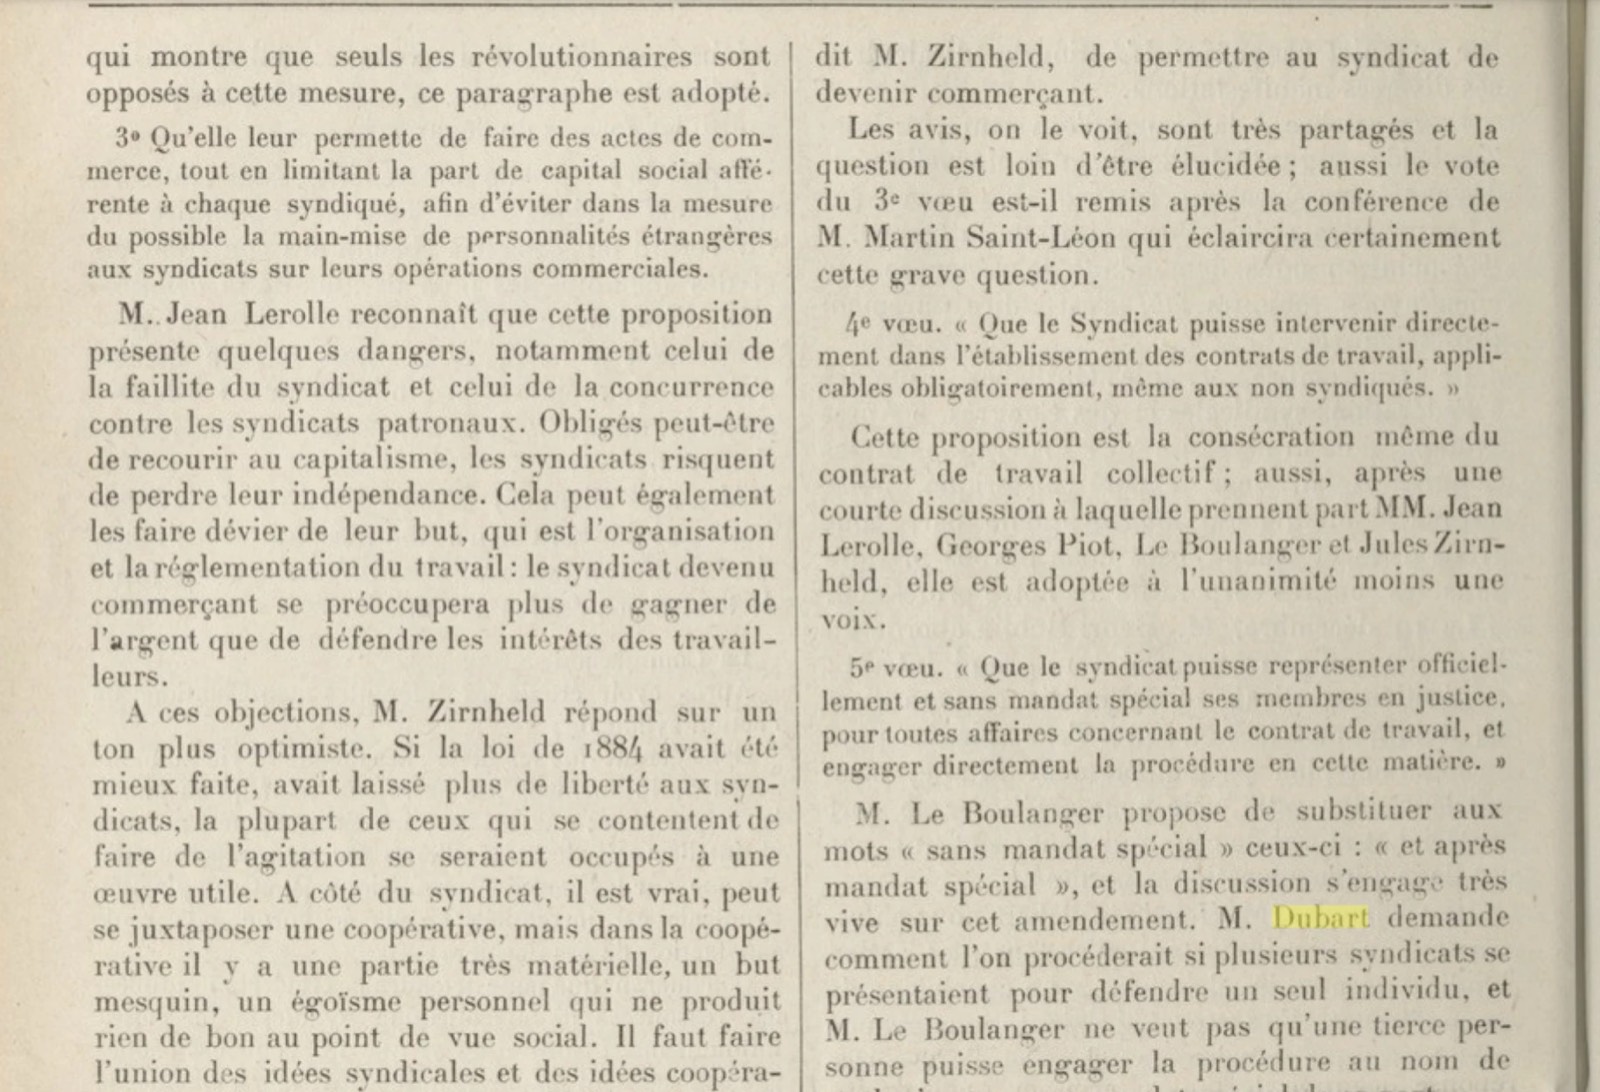 qui montre que seuls les révolutionnaires sont
opposés à cette mesure, ce paragraphe est adopté.
3º Qu'elle leur permette de faire des actes de com-
merce, tout en limitant la part de capital social affé-
rente à chaque syndiqué, afin d'éviter dans la mesure
du possible la main-mise de personnalités étrangères
aux syndicats sur leurs opérations commerciales.
M. Jean Lerolle reconnaît que cette proposition
présente quelques dangers, notamment celui de
la faillite du syndicat et celui de la concurrence
contre les syndicats patronaux. Obligés peut-être
de recourir au capitalisme, les syndicats risquent
de perdre leur indépendance. Cela peut également
les faire dévier de leur but, qui est l'organisation
et la réglementation du travail : le syndicat devenu
commerçant se préoccupera plus de gagner de
l'argent que de défendre les intérêts des travail-
leurs.
A ces objections, M. Zirnheld répond sur un
ton plus optimiste. Si la loi de 1884 avait été
mieux faite, avait laissé plus de liberté aux syn-
dicats, la plupart de ceux qui se contentent de
faire de l'agitation se seraient occupés à une
œuvre utile. A côté du syndicat, il est vrai, peut
se juxtaposer une coopérative, mais dans la coopé-
rative il y a une partie très matérielle, un but
mesquin, un égoïsme personnel qui ne produit
rien de bon au point de vue social. Il faut faire
l'union des idées syndicales et des idées coopéra-
dit M. Zirnheld, de permettre au syndicat de
devenir commerçant.
Les avis, on le voit, sont très partagés et la
question est loin d'être élucidée ; aussi le vote
du 3e vœu est-il remis après la conférence de
M. Martin Saint-Léon qui éclaircira certainement
cette grave question.
4e vœu. « Que le Syndicat puisse intervenir directe-
ment dans l'établissement des contrats de travail, appli-
cables obligatoirement, même aux non syndiqués. »
Cette proposition est la consécration même du
contrat de travail collectif ; aussi, après une
courte discussion à laquelle prennent part MM. Jean
Lerolle, Georges Piot, Le Boulanger et Jules Zirn-
held, elle est adoptée à l'unanimité moins une
voix.
5e vœu. « Que le syndicat puisse représenter officiel-
lement et sans mandat spécial ses membres en justice,
pour toutes affaires concernant le contrat de travail, et
engager directement la procédure en cette matière. »
M. Le Boulanger propose de substituer aux
mots « sans mandat spécial » ceux-ci : « et après
mandat spécial », et la discussion s'engage très
vive sur cet amendement. M. Dubart demande
comment l'on procéderait si plusieurs syndicats se
présentaient pour défendre un seul individu, et
M. Le Boulanger ne veut pas qu'une tierce per-
sonne puisse engager la procédure au nom de